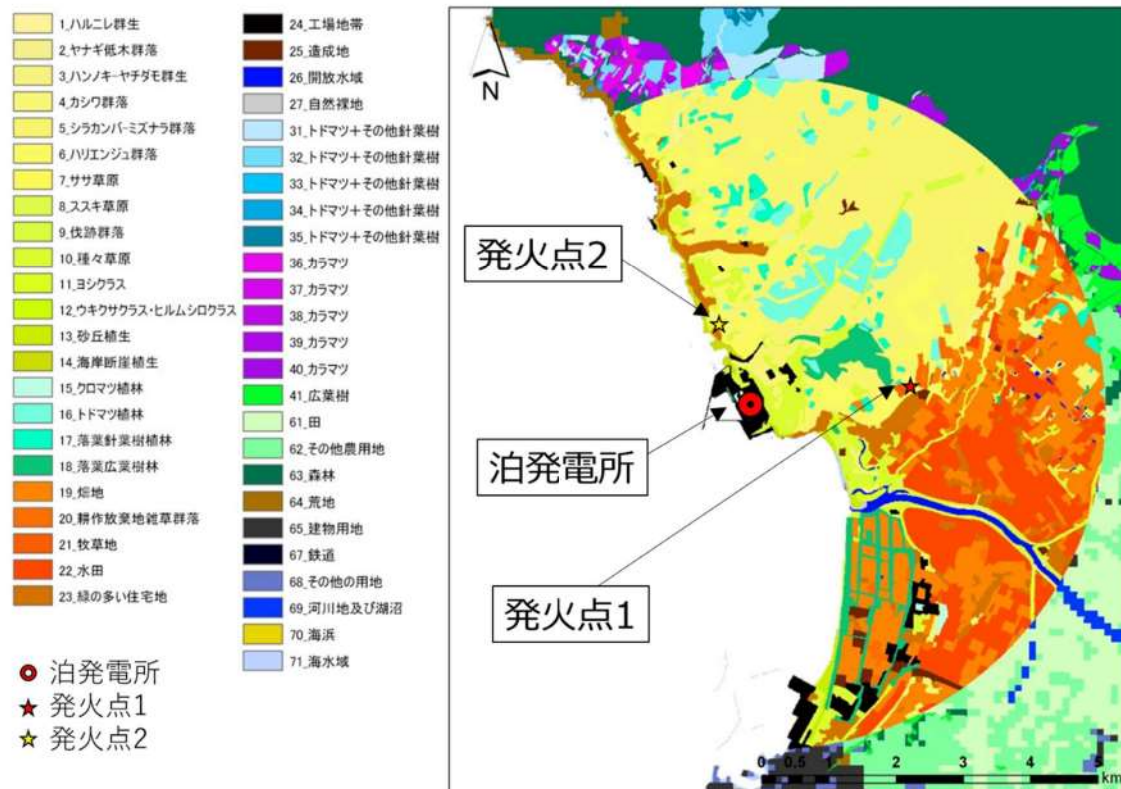 1_ハルニレ群生
2_ヤナギ低木群落
3_ハンノキ-ヤチダモ群生
4_カシワ群落
5_シラカンバ-ミズナラ群落
6_ハリエンジュ群落
7_ササ草原
8_ススキ草原
9_伐跡群落
10_種々草原
11_ヨシクラス
12_ウキクサクラス・ヒルムシロクラス
13_砂丘植生
14_海岸断崖植生
15_クロマツ植林
16_トドマツ植林
17_落葉針葉樹植林
18_落葉広葉樹林
19_畑地
20_耕作放棄地雑草群落
21_牧草地
22_水田
23_緑の多い住宅地
24_工場地帯
25_造成地
26_開放水域
27_自然裸地
31_トドマツ+その他針葉樹
32_トドマツ+その他針葉樹
33_トドマツ+その他針葉樹
34_トドマツ+その他針葉樹
35_トドマツ+その他針葉樹
36_カラマツ
37_カラマツ
38_カラマツ
39_カラマツ
40_カラマツ
41_広葉樹
61_田
62_その他農用地
63_森林
64_荒地
65_建物用地
67_鉄道
68_その他の用地
69_河川地及び湖沼
70_海浜
71_海水域
泊発電所
発火点1
発火点2
N
発火点2
泊発電所
発火点1
0 0.5 1 2 3 4 5
km